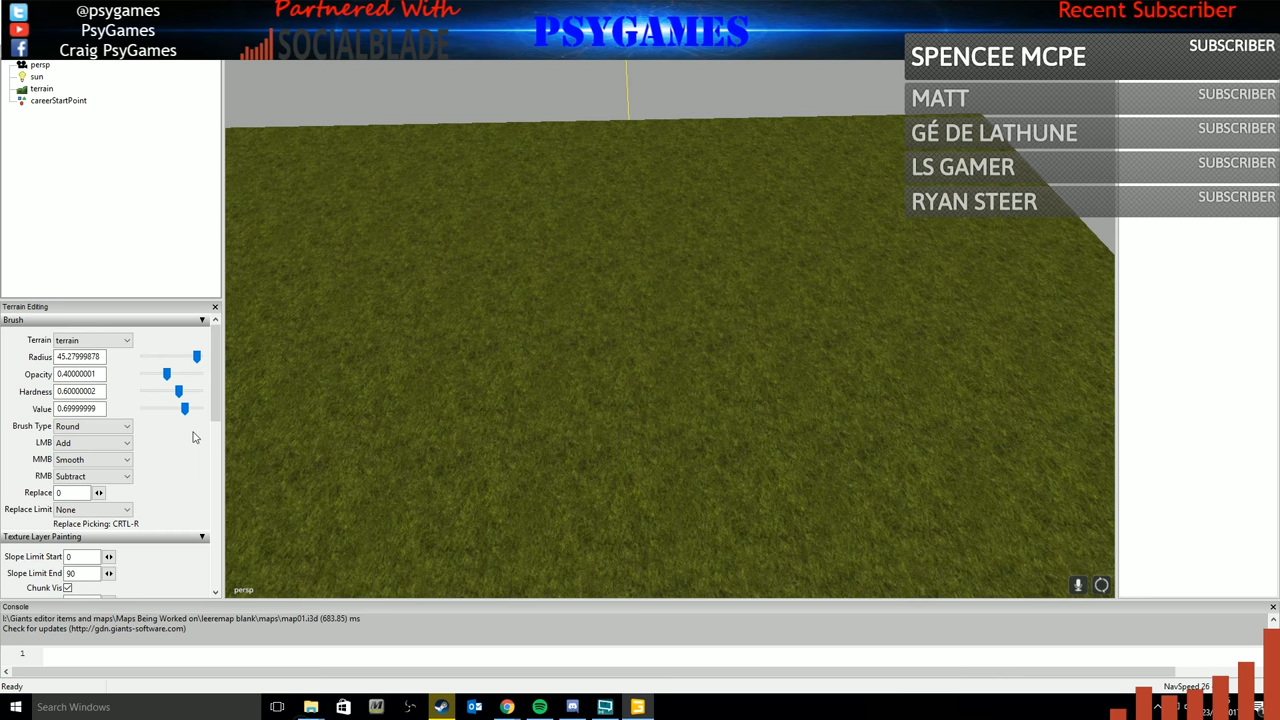 @psygames
PsyGames
Craig PsyGames
Partnered With
SOCIALBLADE
PSYGAMES
Recent Subscriber
SPENCEE MCPE SUBSCRIBER
MATT SUBSCRIBER
GÉ DE LATHUNE SUBSCRIBER
LS GAMER SUBSCRIBER
RYAN STEER SUBSCRIBER
persp
sun
terrain
careerStartPoint
Terrain Editing
Brush
Terrain terrain
Radius 45.27999878
Opacity 0.40000001
Hardness 0.60000002
Value 0.69999999
Brush Type Round
LMB Add
MMB Smooth
RMB Subtract
Replace 0
Replace Limit None
Replace Picking: CRTL-R
Texture Layer Painting
Slope Limit Start 0
Slope Limit End 90
Chunk Vis
persp
Console
I:\Giants editor items and maps\Maps Being Worked on\leeremap blank\maps\map01.i3d (683.85) ms
Check for updates (http://gdn.giants-software.com)
1
Ready
NavSpeed 26
Search Windows